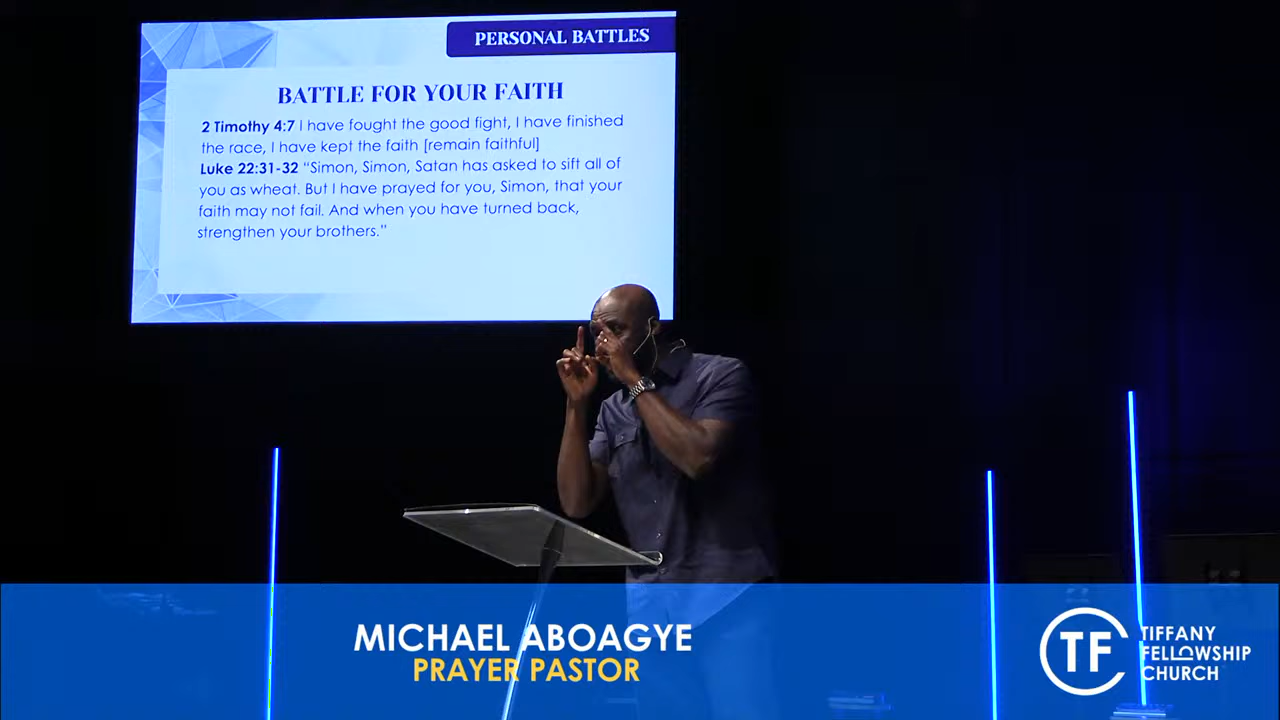 PERSONAL BATTLES
BATTLE FOR YOUR FAITH
2 Timothy 4:7 I have fought the good fight, I have finished
the race, I have kept the faith [remain faithful]
Luke 22:31-32 “Simon, Simon, Satan has asked to sift all of
you as wheat. But I have prayed for you, Simon, that your
faith may not fail. And when you have turned back,
strengthen your brothers.”
MICHAEL ABOAGYE
PRAYER PASTOR
TF
TIFFANY
FELLOWSHIP
CHURCH